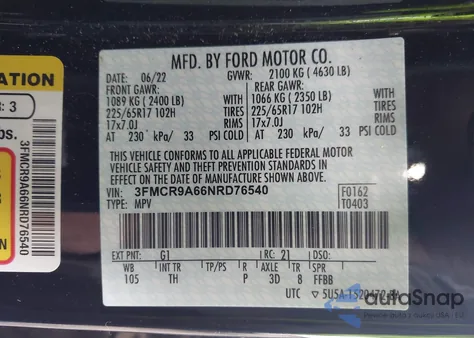 MFD. BY FORD MOTOR CO.
DATE: 06/22 GVWR: 2100 KG (4630 LB)
FRONT GAWR: REAR GAWR:
1089 KG (2400 LB) WITH 1066 KG (2350 LB) WITH
225/65R17 102H TIRES 225/65R17 102H TIRES
17x7.0J RIMS 17x7.0J RIMS
AT 230 kPa/ 33 PSI COLD AT 230 kPa/ 33 PSI COLD
THIS VEHICLE CONFORMS TO ALL APPLICABLE FEDERAL MOTOR
VEHICLE SAFETY AND THEFT PREVENTION STANDARDS IN EFFECT ON THE
DATE OF MANUFACTURE SHOWN ABOVE.
VIN: 3FMCR9A66NRD76540 F0162
TYPE: MPV T0403
EXT PNT: G1 RC: 21 DSO:
WB INT TR TP/PS R AXLE TR SPR
105 TH P 3D 8 FFBB
UTC
ATION
R: 3
os.
3FMCR9A66NRD76540
autoSnap